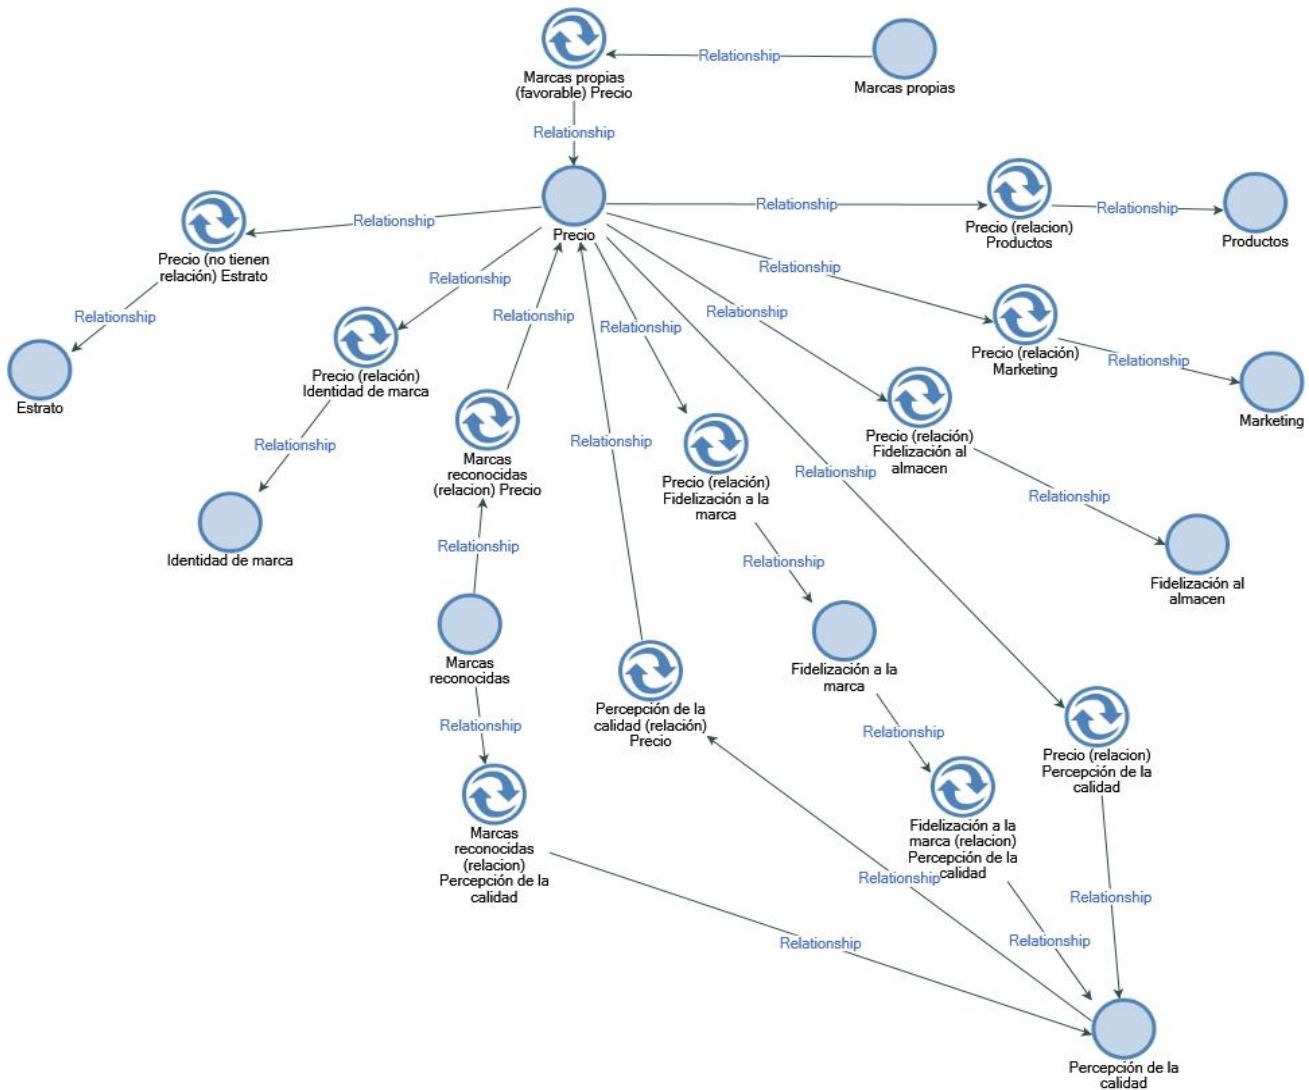 Relationship
Marcas propias
(favorable) Precio
Marcas propias
Relationship
Precio
Relationship
Precio (relacion)
Productos
Relationship
Productos
Relationship
Precio (no tienen
relación) Estrato
Relationship
Estrato
Relationship
Precio (relación)
Identidad de marca
Relationship
Identidad de marca
Relationship
Precio (relación)
Marketing
Relationship
Marketing
Relationship
Precio (relación)
Fidelización al
almacen
Relationship
Fidelización al
almacen
Relationship
Marcas
reconocidas
(relacion) Precio
Relationship
Marcas
reconocidas
Relationship
Marcas
reconocidas
(relacion)
Percepción de la
calidad
Relationship
Relationship
Precio (relación)
Fidelización a la
marca
Relationship
Fidelización a la
marca
Relationship
Fidelización a la
marca (relacion)
Percepción de la
calidad
Relationship
Relationship
Percepción de la
calidad (relación)
Precio
Relationship
Relationship
Precio (relacion)
Percepción de la
calidad
Relationship
Percepción de la
calidad